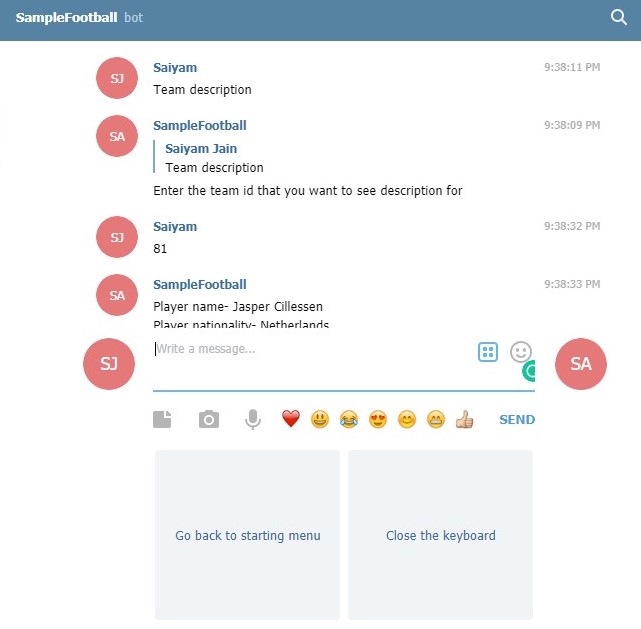 SampleFootball bot
SJ
Saiyam
9:38:11 PM
Team description
SA
SampleFootball
9:38:09 PM
Saiyam Jain
Team description
Enter the team id that you want to see description for
SJ
Saiyam
9:38:32 PM
81
SA
SampleFootball
9:38:33 PM
Player name- Jasper Cillessen
Player nationality- Netherlands
SJ
Write a message...
SA
SEND
Go back to starting menu
Close the keyboard